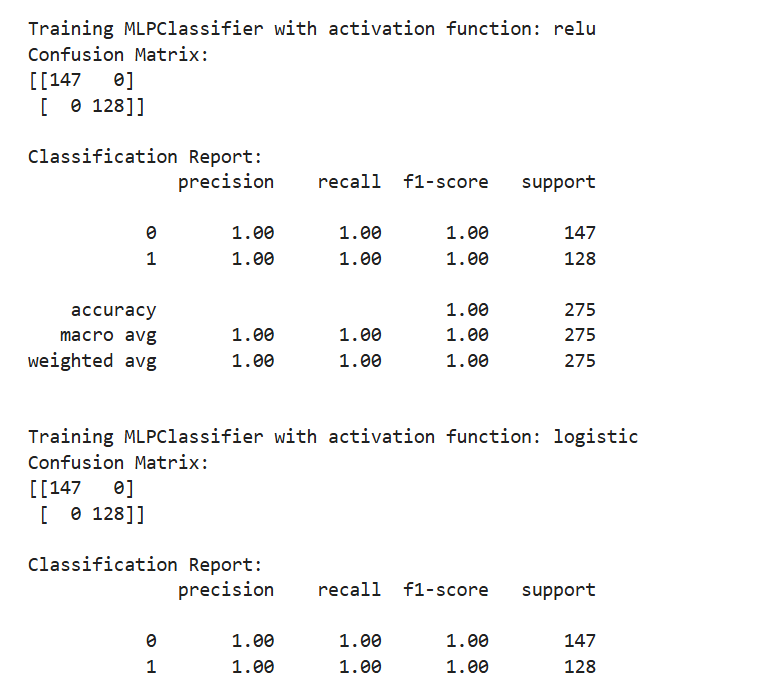 Training MLPClassifier with activation function: relu
Confusion Matrix:
[[147   0]
 [  0 128]]
Classification Report:
              precision    recall  f1-score   support
           0       1.00      1.00      1.00       147
           1       1.00      1.00      1.00       128
    accuracy                           1.00       275
   macro avg       1.00      1.00      1.00       275
weighted avg       1.00      1.00      1.00       275
Training MLPClassifier with activation function: logistic
Confusion Matrix:
[[147   0]
 [  0 128]]
Classification Report:
              precision    recall  f1-score   support
           0       1.00      1.00      1.00       147
           1       1.00      1.00      1.00       128